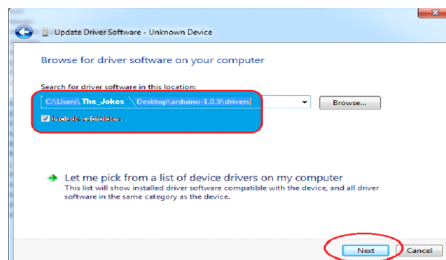 Update Driver Software - Unknown Device
Browse for driver software on your computer
Search for driver software in this location:
C:\Users\ The_Jokes \Desktop\arduino-1.0.5\drivers
Browse...
Include subfolders
Let me pick from a list of device drivers on my computer
This list will show installed driver software compatible with the device, and all driver
software in the same category as the device.
Next
Cancel